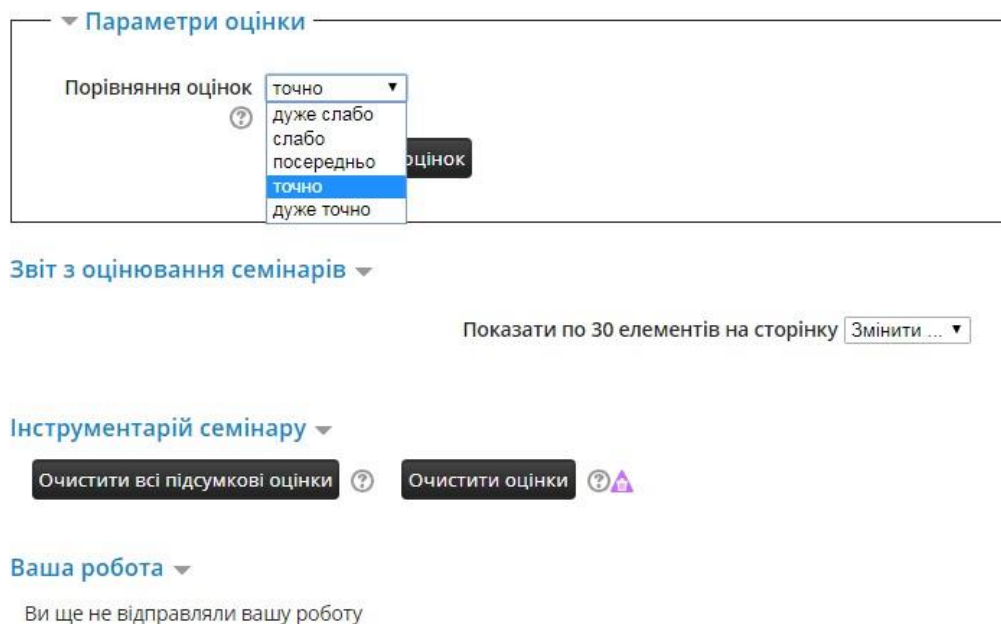 Параметри оцінки
Порівняння оцінок точно
дуже слабо
слабо
посередньо
точно
дуже точно
Звіт з оцінювання семінарів
Показати по 30 елементів на сторінку Змінити ...
Інструментарій семінару
Очистити всі підсумкові оцінки Очистити оцінки
Ваша робота
Ви ще не відправляли вашу роботу